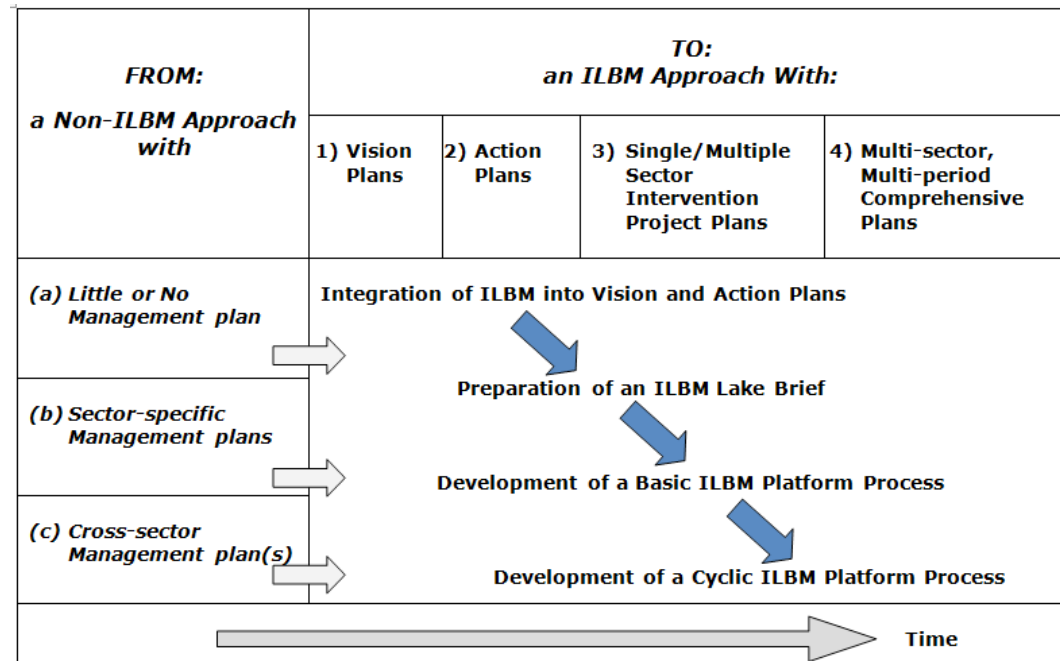 FROM:
a Non-ILBM Approach
with
TO:
an ILBM Approach With:
1) Vision
Plans
2) Action
Plans
3) Single/Multiple
Sector
Intervention
Project Plans
4) Multi-sector,
Multi-period
Comprehensive
Plans
(a) Little or No
Management plan
Integration of ILBM into Vision and Action Plans
Preparation of an ILBM Lake Brief
(b) Sector-specific
Management plans
Development of a Basic ILBM Platform Process
(c) Cross-sector
Management plan(s)
Development of a Cyclic ILBM Platform Process
Time